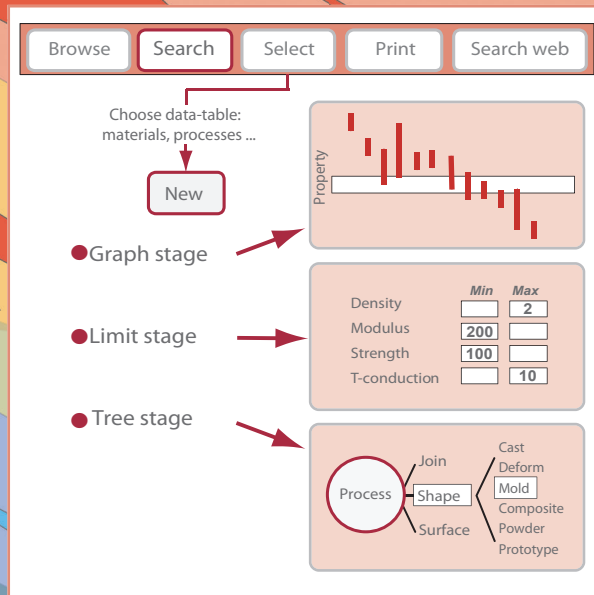 Browse Search Select Print Search web
Choose data-table:
materials, processes ...
New
Property
Graph stage
Limit stage
Min Max
Density 2
Modulus 200
Strength 100
T-conduction 10
Tree stage
Process
Join
Shape
Surface
Cast
Deform
Mold
Composite
Powder
Prototype